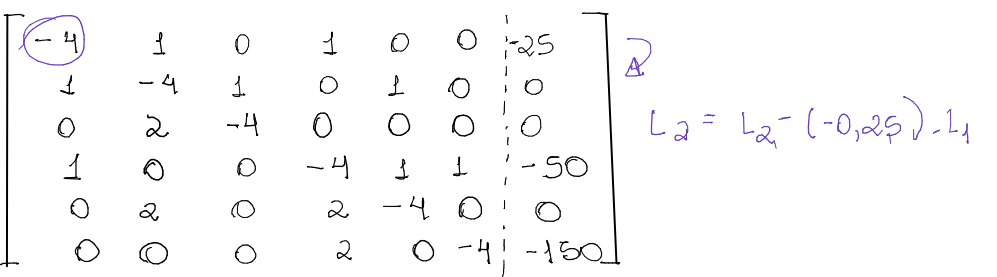 -4 1 0 1 0 0 -25
1 -4 1 0 1 0 0
0 2 -4 0 0 0 0
1 0 0 -4 1 1 -50
0 2 0 2 -4 0 0
0 0 0 2 0 -4 -150
L2 = L2 - (-0,25).L1